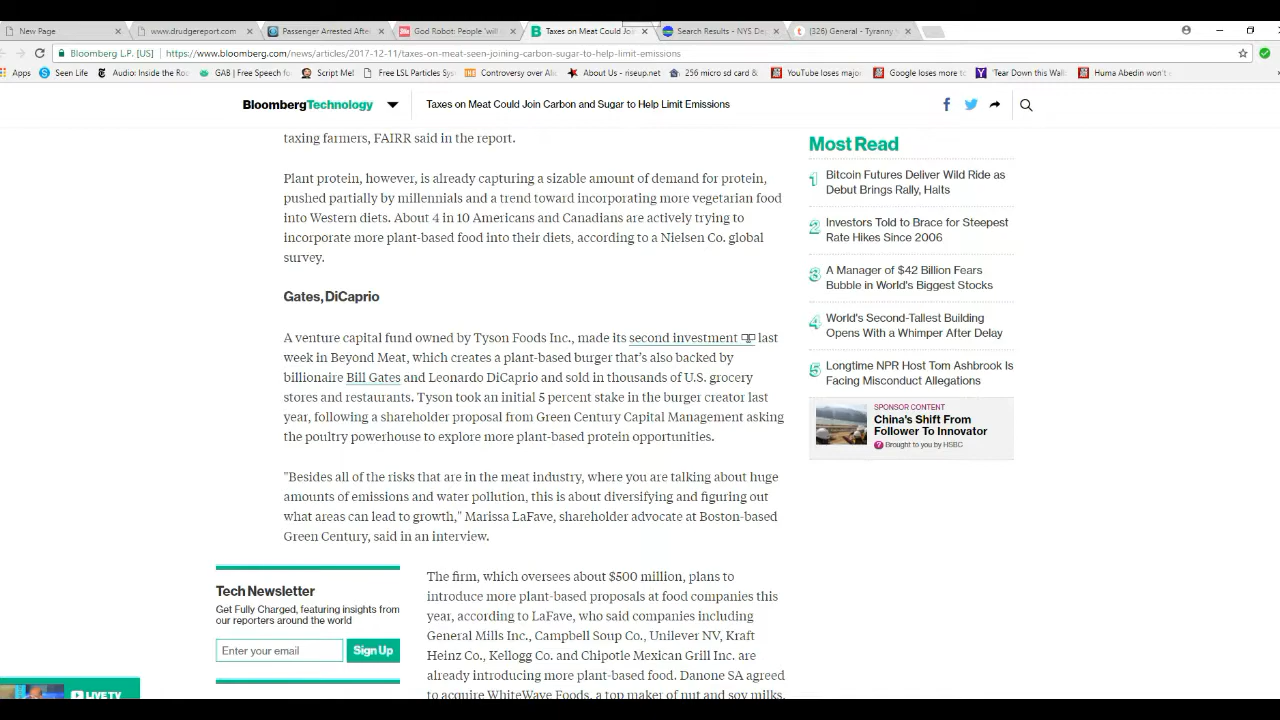 New Page
www.drudgereport.com
Passenger Arrested Afte
God Robot: People 'will
Taxes on Meat Could Jo
Search Results - NYS De
(326) General - Tyranny
Bloomberg L.P. [US]
https://www.bloomberg.com/news/articles/2017-12-11/taxes-on-meat-seen-joining-carbon-sugar-to-help-limit-emissions
Apps
Seen Life
Audio: Inside the Ro
GAB | Free Speech fo
Script Me!
Free LSL Particles Sy
Controversy over Ali
About Us - riseup.net
256 micro sd card &
YouTube loses major
Google loses more to
'Tear Down this Wall
Huma Abedin won't
BloombergTechnology
Taxes on Meat Could Join Carbon and Sugar to Help Limit Emissions
taxing farmers, FAIRR said in the report.
Plant protein, however, is already capturing a sizable amount of demand for protein,
pushed partially by millennials and a trend toward incorporating more vegetarian food
into Western diets. About 4 in 10 Americans and Canadians are actively trying to
incorporate more plant-based food into their diets, according to a Nielsen Co. global
survey.
Gates, DiCaprio
A venture capital fund owned by Tyson Foods Inc., made its second investment last
week in Beyond Meat, which creates a plant-based burger that's also backed by
billionaire Bill Gates and Leonardo DiCaprio and sold in thousands of U.S. grocery
stores and restaurants. Tyson took an initial 5 percent stake in the burger creator last
year, following a shareholder proposal from Green Century Capital Management asking
the poultry powerhouse to explore more plant-based protein opportunities.
"Besides all of the risks that are in the meat industry, where you are talking about huge
amounts of emissions and water pollution, this is about diversifying and figuring out
what areas can lead to growth," Marissa LaFave, shareholder advocate at Boston-based
Green Century, said in an interview.
Tech Newsletter
Get Fully Charged, featuring insights from
our reporters around the world
Enter your email
Sign Up
LIVE TV
The firm, which oversees about $500 million, plans to
introduce more plant-based proposals at food companies this
year, according to LaFave, who said companies including
General Mills Inc., Campbell Soup Co., Unilever NV, Kraft
Heinz Co., Kellogg Co. and Chipotle Mexican Grill Inc. are
already introducing more plant-based food. Danone SA agreed
to acquire WhiteWave Foods, a top maker of nut and soy milks,
Most Read
1 Bitcoin Futures Deliver Wild Ride as
Debut Brings Rally, Halts
2 Investors Told to Brace for Steepest
Rate Hikes Since 2006
3 A Manager of $42 Billion Fears
Bubble in World's Biggest Stocks
4 World's Second-Tallest Building
Opens With a Whimper After Delay
5 Longtime NPR Host Tom Ashbrook Is
Facing Misconduct Allegations
SPONSOR CONTENT
China's Shift From
Follower To Innovator
Brought to you by HSBC